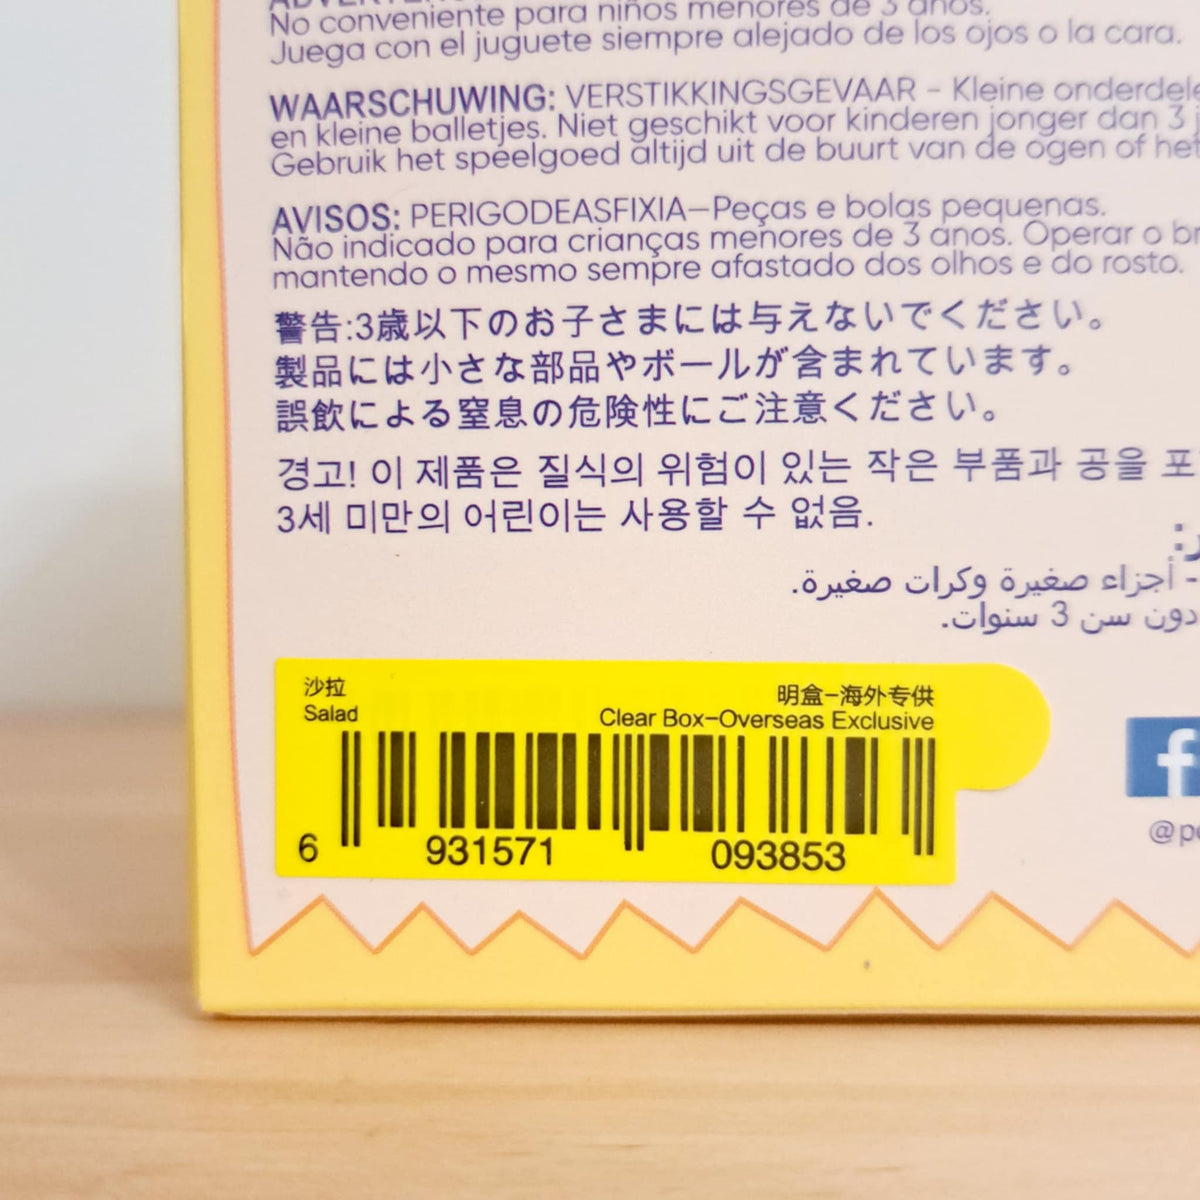 No conveniente para niños menores de 3 años.
Juega con el juguete siempre alejado de los ojos o la cara.
WAARSCHUWING: VERSTIKKINGSGEVAAR - Kleine onderdele
en kleine balletjes. Niet geschikt voor kinderen jonger dan 3 j
Gebruik het speelgoed altijd uit de buurt van de ogen of het
AVISOS: PERIGODEASFIXIA—Peças e bolas pequenas.
Não indicado para crianças menores de 3 anos. Operar o br
mantendo o mesmo sempre afastado dos olhos e do rosto.
警告:3歳以下のお子さまには与えないでください。
製品には小さな部品やボールが含まれています。
誤飲による窒息の危険性にご注意ください。
경고! 이 제품은 질식의 위험이 있는 작은 부품과 공을 포
3세 미만의 어린이는 사용할 수 없음.
- أجزاء صغيرة وكرات صغيرة.
دون سن 3 سنوات.
沙拉
Salad
明盒-海外专供
Clear Box-Overseas Exclusive
6 931571 093853
f
@p